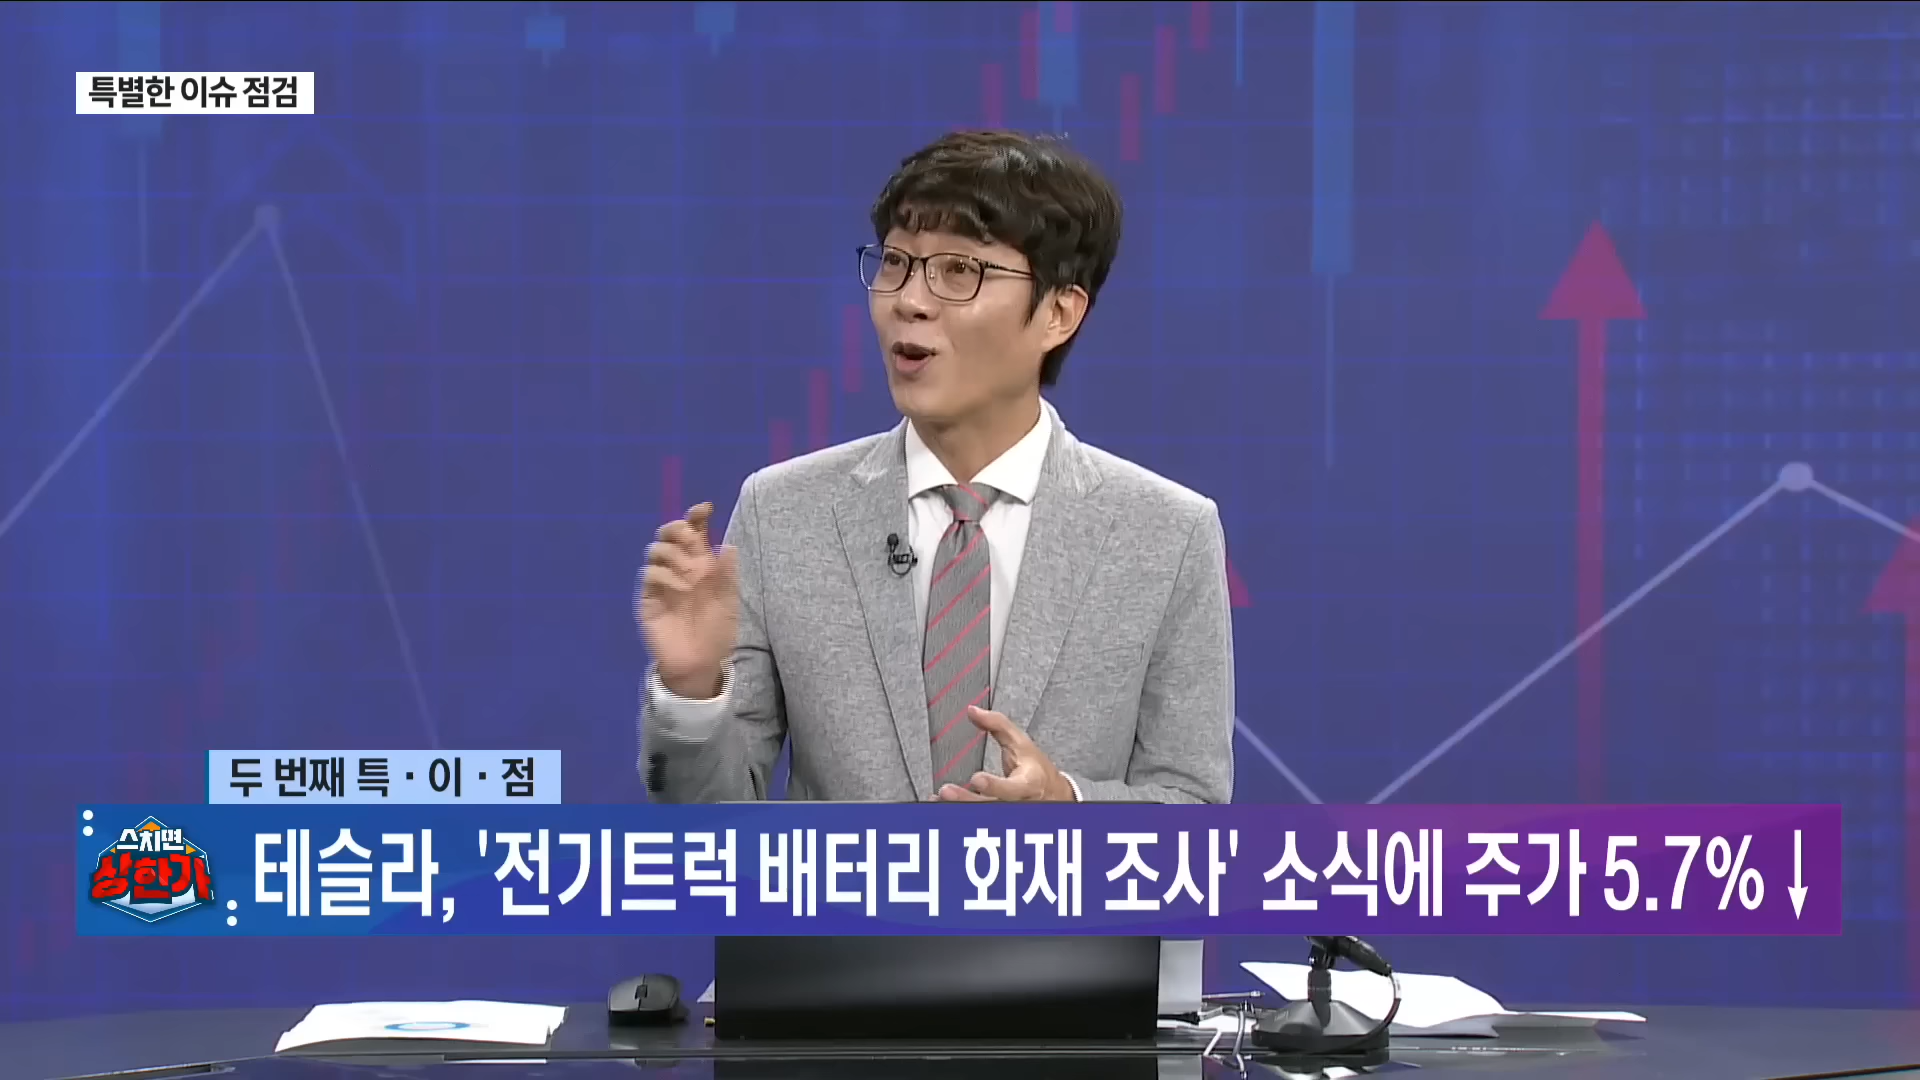 특별한 이슈 점검
두 번째 특·이·점
스치면
상한가
테슬라, '전기트럭 배터리 화재 조사' 소식에 주가 5.7%↓